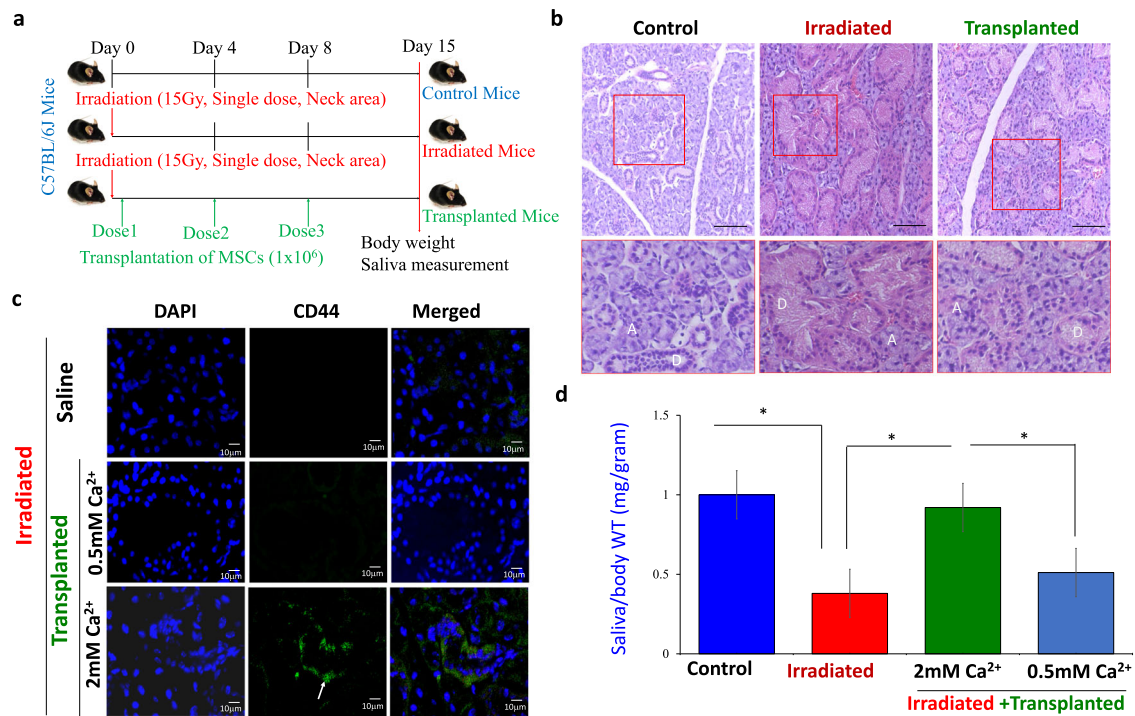 a
Day 0 Day 4 Day 8 Day 15
C57BL/6J Mice
Irradiation (15Gy, Single dose, Neck area)
Control Mice
Irradiation (15Gy, Single dose, Neck area)
Irradiated Mice
Transplanted Mice
Dose1 Dose2 Dose3
Transplantation of MSCs (1x10⁶)
Body weight
Saliva measurement
b
Control Irradiated Transplanted
A D
D A
A D
c
DAPI CD44 Merged
Irradiated
Saline
10µm 10µm 10µm
Transplanted
0.5mM Ca²⁺
10µm 10µm 10µm
2mM Ca²⁺
10µm 10µm 10µm
d
Saliva/body WT (mg/gram)
1.5
1
0.5
0
* * *
Control Irradiated 2mM Ca²⁺ 0.5mM Ca²⁺
Irradiated +Transplanted